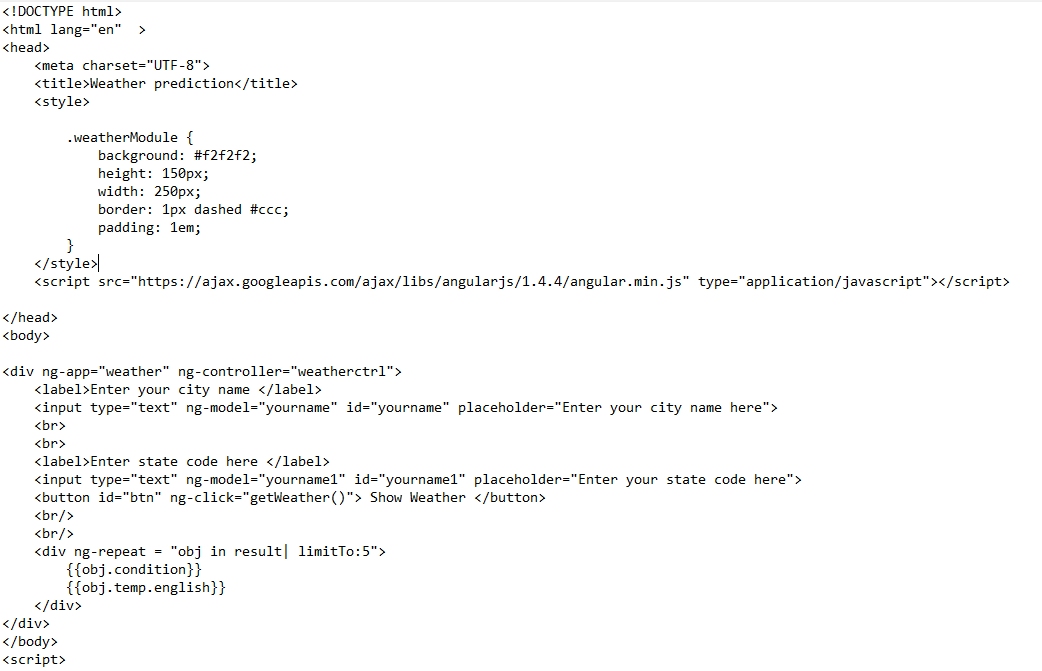 <!DOCTYPE html>
<html lang="en"  >
<head>
    <meta charset="UTF-8">
    <title>Weather prediction</title>
    <style>

        .weatherModule {
            background: #f2f2f2;
            height: 150px;
            width: 250px;
            border: 1px dashed #ccc;
            padding: 1em;
        }
    </style>
    <script src="https://ajax.googleapis.com/ajax/libs/angularjs/1.4.4/angular.min.js" type="application/javascript"></script>

</head>
<body>

<div ng-app="weather" ng-controller="weatherctrl">
    <label>Enter your city name </label>
    <input type="text" ng-model="yourname" id="yourname" placeholder="Enter your city name here">
    <br>
    <br>
    <label>Enter state code here </label>
    <input type="text" ng-model="yourname1" id="yourname1" placeholder="Enter your state code here">
    <button id="btn" ng-click="getWeather()"> Show Weather </button>
    <br/>
    <br/>
    <div ng-repeat = "obj in result| limitTo:5">
        {{obj.condition}}
        {{obj.temp.english}}
    </div>
</div>
</body>
<script>